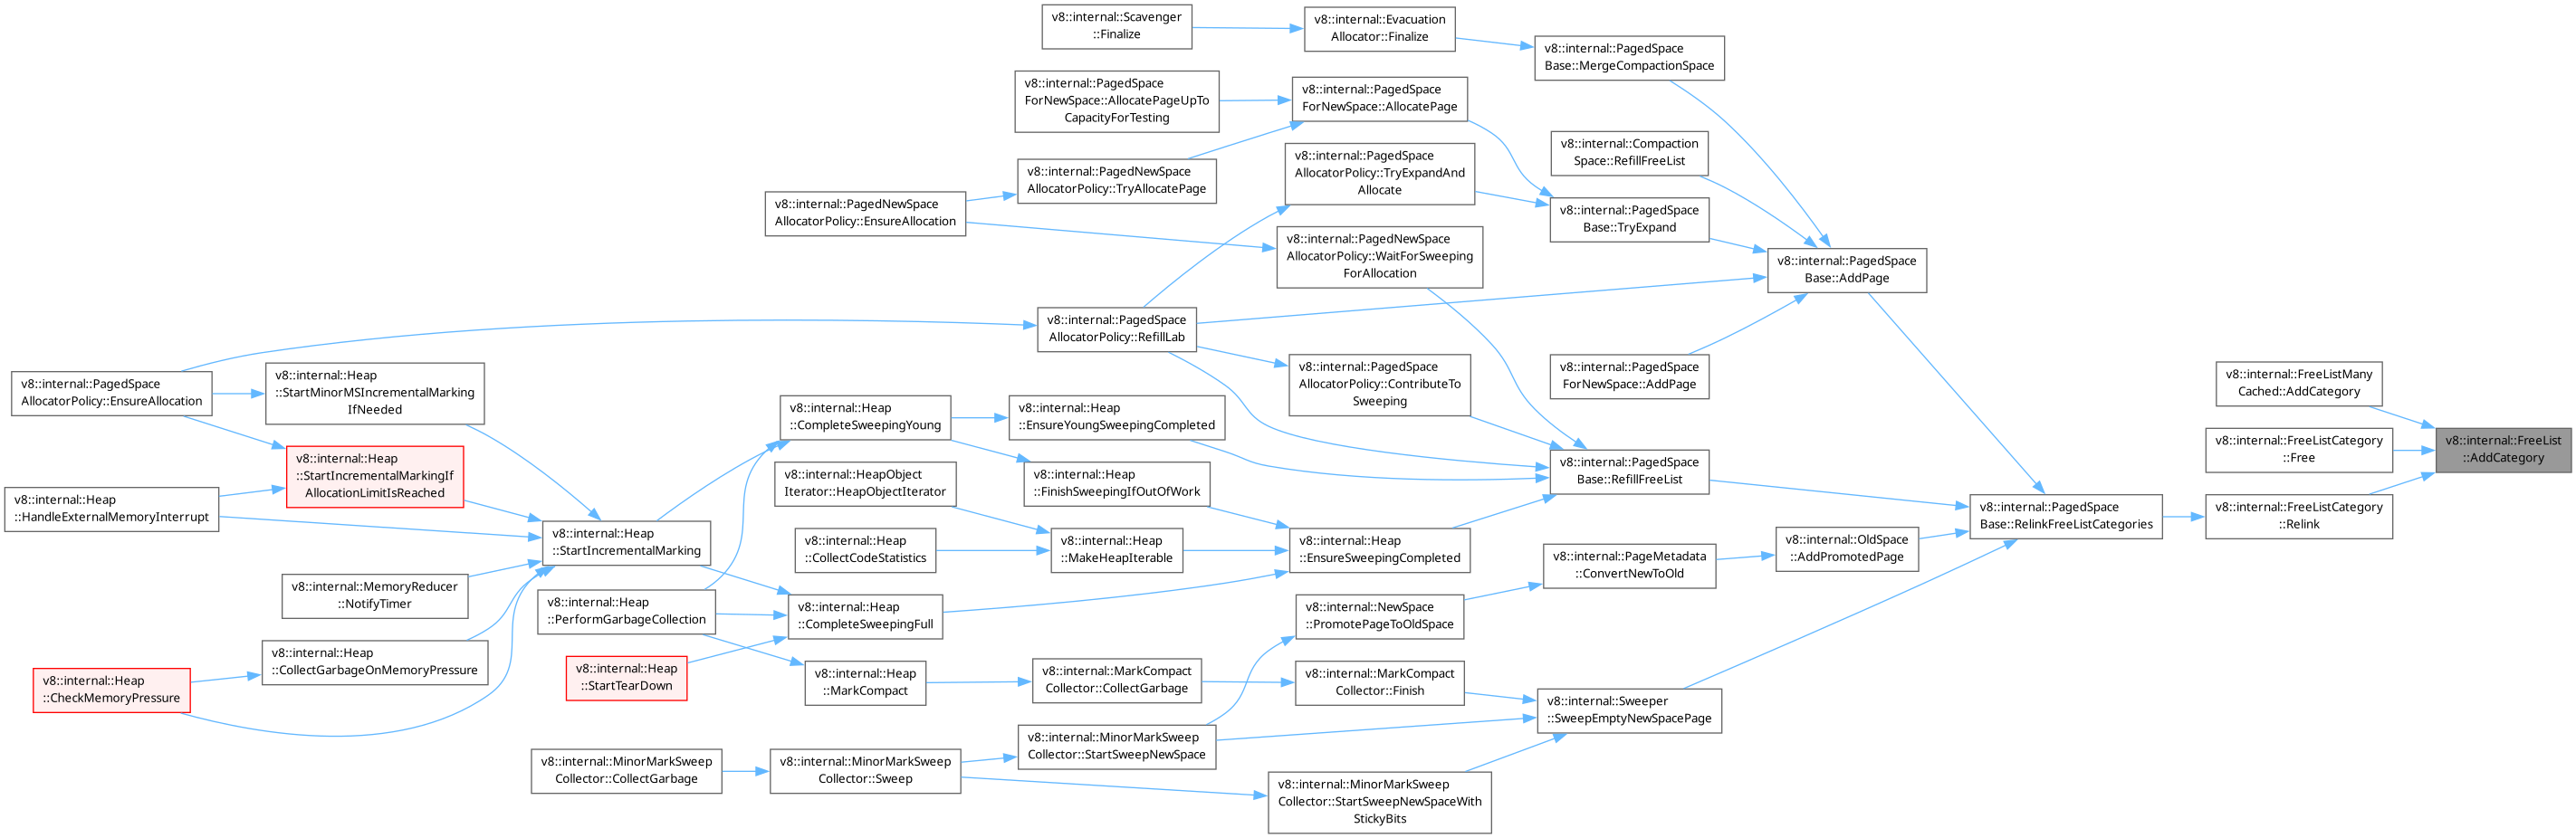 v8::internal::Scavenger
::Finalize
v8::internal::Evacuation
Allocator::Finalize
v8::internal::PagedSpace
Base::MergeCompactionSpace
v8::internal::PagedSpace
ForNewSpace::AllocatePageUpTo
CapacityForTesting
v8::internal::PagedSpace
ForNewSpace::AllocatePage
v8::internal::Compaction
Space::RefillFreeList
v8::internal::PagedNewSpace
AllocatorPolicy::TryAllocatePage
v8::internal::PagedSpace
AllocatorPolicy::TryExpandAnd
Allocate
v8::internal::PagedNewSpace
AllocatorPolicy::EnsureAllocation
v8::internal::PagedSpace
Base::TryExpand
v8::internal::PagedNewSpace
AllocatorPolicy::WaitForSweeping
ForAllocation
v8::internal::PagedSpace
Base::AddPage
v8::internal::PagedSpace
AllocatorPolicy::RefillLab
v8::internal::PagedSpace
AllocatorPolicy::EnsureAllocation
v8::internal::Heap
::StartMinorMSIncrementalMarking
IfNeeded
v8::internal::PagedSpace
AllocatorPolicy::ContributeTo
Sweeping
v8::internal::PagedSpace
ForNewSpace::AddPage
v8::internal::FreeListMany
Cached::AddCategory
v8::internal::Heap
::CompleteSweepingYoung
v8::internal::Heap
::EnsureYoungSweepingCompleted
v8::internal::FreeListCategory
::Free
v8::internal::FreeList
::AddCategory
v8::internal::Heap
::StartIncrementalMarkingIf
AllocationLimitIsReached
v8::internal::HeapObject
Iterator::HeapObjectIterator
v8::internal::Heap
::FinishSweepingIfOutOfWork
v8::internal::PagedSpace
Base::RefillFreeList
v8::internal::Heap
::HandleExternalMemoryInterrupt
v8::internal::Heap
::StartIncrementalMarking
v8::internal::Heap
::CollectCodeStatistics
v8::internal::Heap
::MakeHeapIterable
v8::internal::Heap
::EnsureSweepingCompleted
v8::internal::PageMetadata
::ConvertNewToOld
v8::internal::OldSpace
::AddPromotedPage
v8::internal::PagedSpace
Base::RelinkFreeListCategories
v8::internal::FreeListCategory
::Relink
v8::internal::MemoryReducer
::NotifyTimer
v8::internal::Heap
::PerformGarbageCollection
v8::internal::Heap
::CompleteSweepingFull
v8::internal::NewSpace
::PromotePageToOldSpace
v8::internal::Heap
::CollectGarbageOnMemoryPressure
v8::internal::Heap
::CheckMemoryPressure
v8::internal::Heap
::StartTearDown
v8::internal::Heap
::MarkCompact
v8::internal::MarkCompact
Collector::CollectGarbage
v8::internal::MarkCompact
Collector::Finish
v8::internal::Sweeper
::SweepEmptyNewSpacePage
v8::internal::MinorMarkSweep
Collector::StartSweepNewSpace
v8::internal::MinorMarkSweep
Collector::CollectGarbage
v8::internal::MinorMarkSweep
Collector::Sweep
v8::internal::MinorMarkSweep
Collector::StartSweepNewSpaceWith
StickyBits